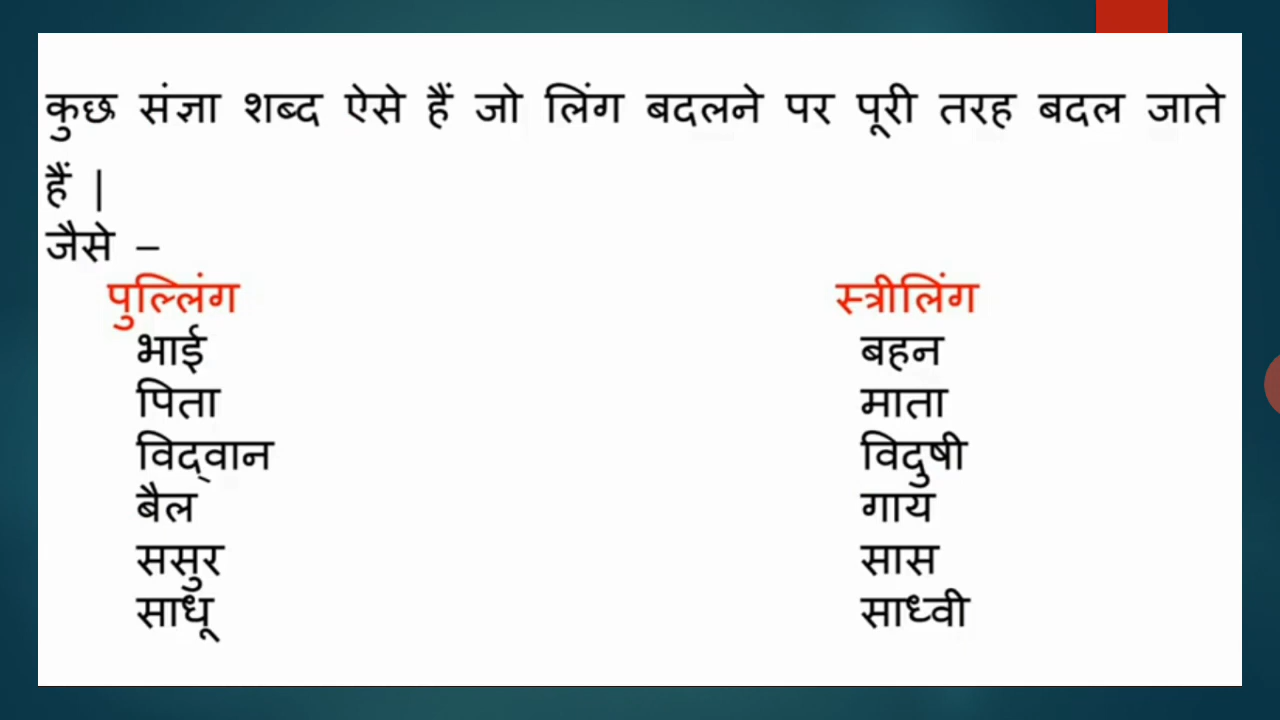 कुछ संज्ञा शब्द ऐसे हैं जो लिंग बदलने पर पूरी तरह बदल जाते
हैं |
जैसे –
पुल्लिंग स्त्रीलिंग
भाई बहन
पिता माता
विद्‌वान विदुषी
बैल गाय
ससुर सास
साधू साध्वी